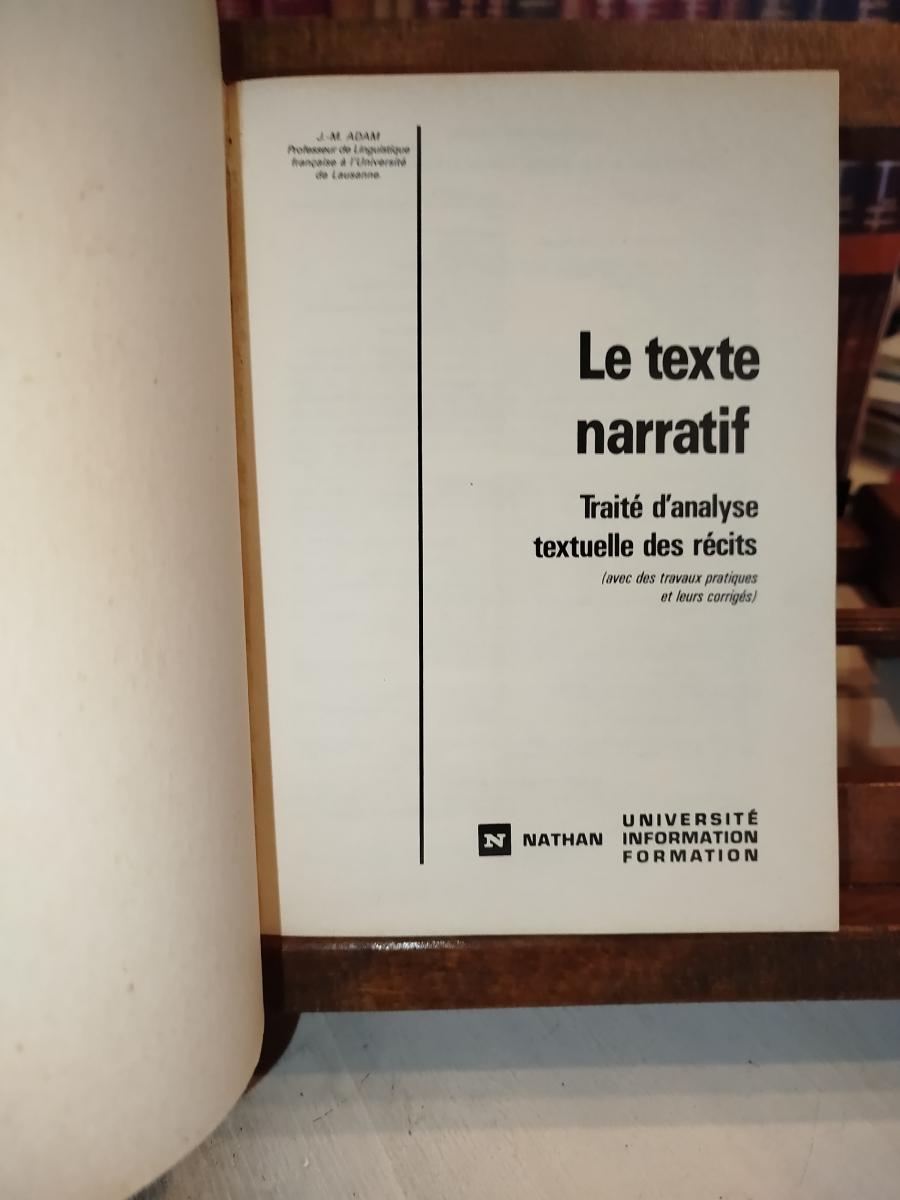 J.-M. ADAM
Professeur de Linguistique
française à l'Université
de Lausanne.
Le texte
narratif
Traité d'analyse
textuelle des récits
(avec des travaux pratiques
et leurs corrigés)
N NATHAN
UNIVERSITÉ
INFORMATION
FORMATION